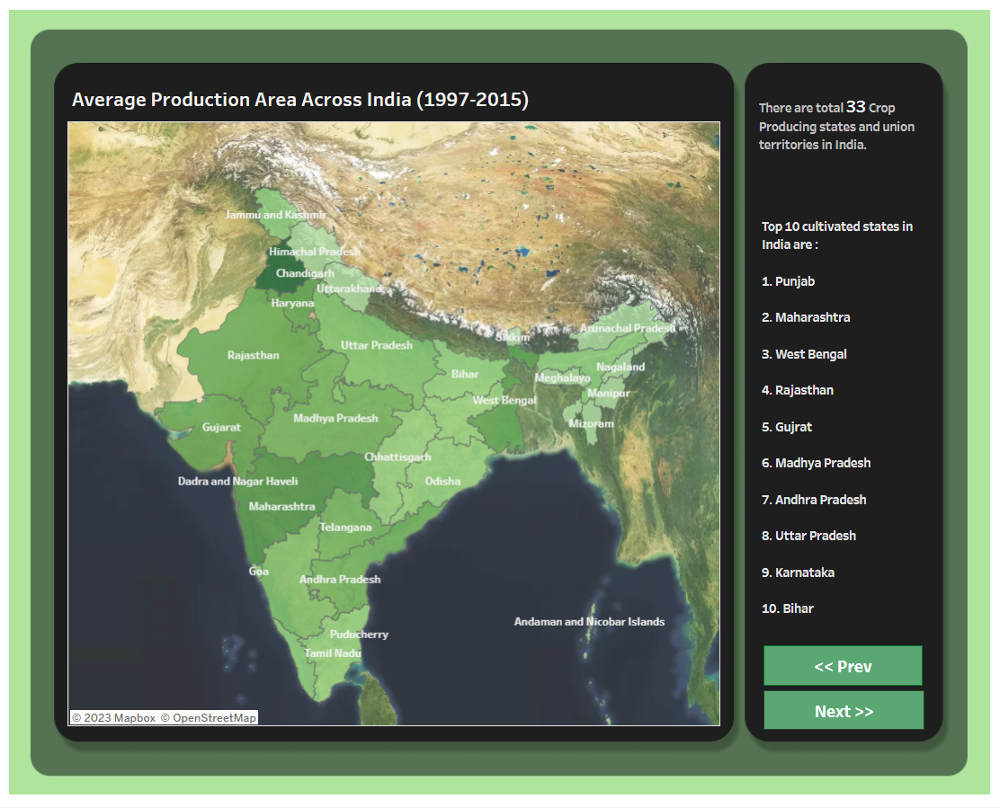 Average Production Area Across India (1997-2015)
Jammu and Kashmir
Himachal Pradesh
Chandigarh
Uttarakhand
Haryana
Arunachal Pradesh
Sikkim
Uttar Pradesh
Rajasthan
Nagaland
Bihar
Meghalaya
Manipur
West Bengal
Madhya Pradesh
Mizoram
Gujarat
Chhattisgarh
Dadra and Nagar Haveli
Odisha
Maharashtra
Telangana
Goa
Andhra Pradesh
Andaman and Nicobar Islands
Puducherry
Tamil Nadu
© 2023 Mapbox © OpenStreetMap
There are total 33 Crop
Producing states and union
territories in India.
Top 10 cultivated states in
India are :
1. Punjab
2. Maharashtra
3. West Bengal
4. Rajasthan
5. Gujrat
6. Madhya Pradesh
7. Andhra Pradesh
8. Uttar Pradesh
9. Karnataka
10. Bihar
<< Prev
Next >>